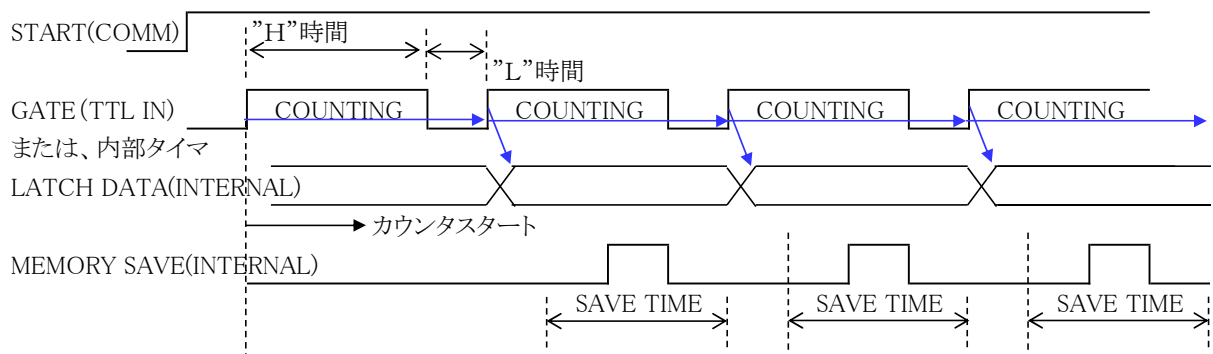 START(COMM)
"H"時間
"L"時間
GATE(TTL IN)
COUNTING
COUNTING
COUNTING
COUNTING
または、内部タイマ
LATCH DATA(INTERNAL)
カウンタスタート
MEMORY SAVE(INTERNAL)
SAVE TIME
SAVE TIME
SAVE TIME